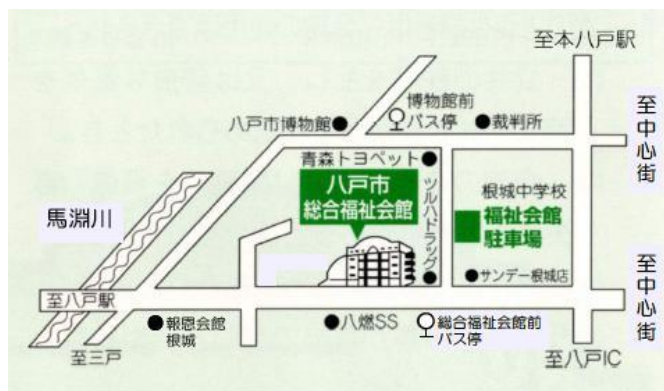 至本八戸駅
博物館前
バス停
八戸市博物館
裁判所
至中心街
青森トヨペット
八戸市
総合福祉会館
ツルハドラッグ
根城中学校
福祉会館
駐車場
馬淵川
サンデー根城店
至中心街
至八戸駅
報恩会館
根城
八燃SS
総合福祉会館前
バス停
至三戸
至八戸IC